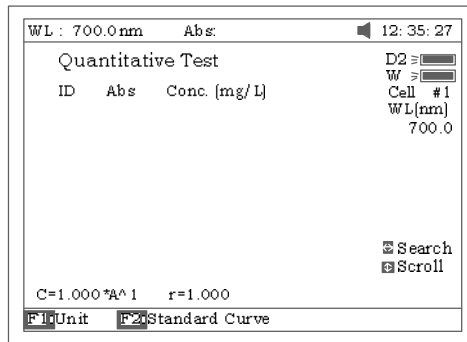 WL: 700.0nm Abs: 12:35:27
Quantitative Test
D2
W
ID Abs Conc. (mg/L)
Cell #1
WL(nm)
700.0
Search
Scroll
C=1.000*A^1 r=1.000
F1:Unit F2:Standard Curve